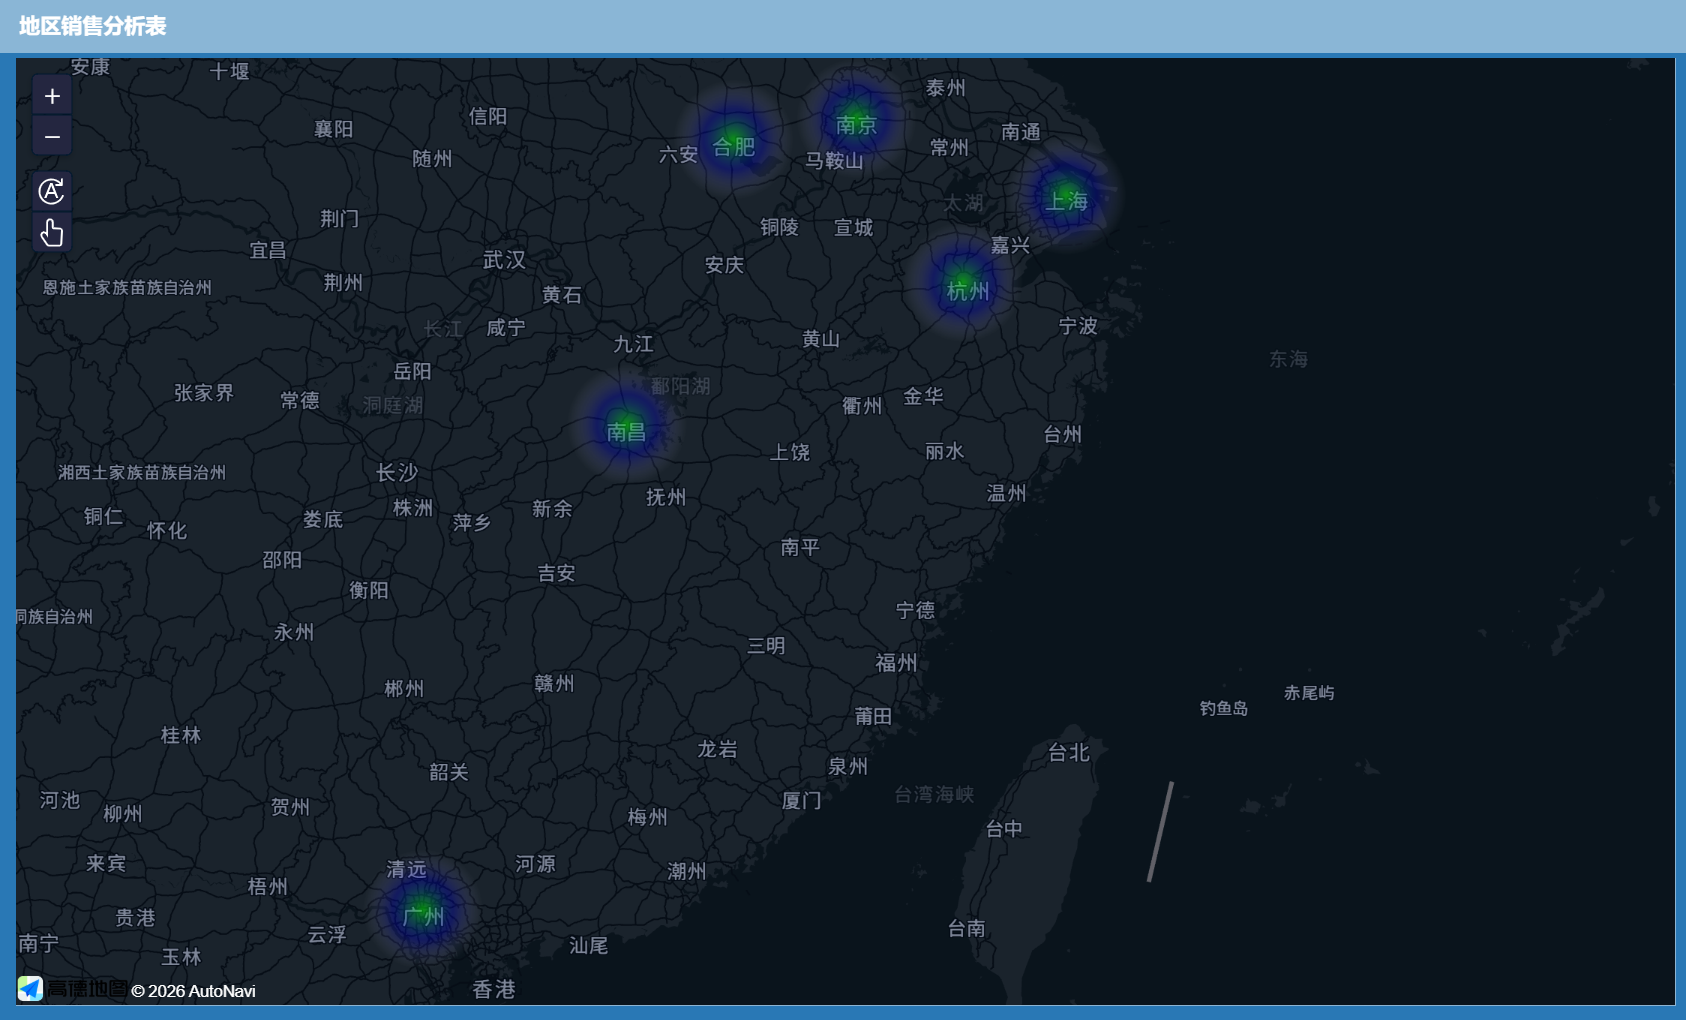 地区销售分析表
安康
十堰
泰州
信阳
南京
襄阳
南通
合肥
常州
六安
随州
马鞍山
上海
太湖
荆门
铜陵
宣城
嘉兴
宜昌
武汉
安庆
荆州
恩施土家族苗族自治州
杭州
黄石
长江
咸宁
宁波
黄山
九江
东海
岳阳
鄱阳湖
张家界
常德
金华
洞庭湖
衢州
南昌
台州
上饶
丽水
湘西土家族苗族自治州
长沙
温州
抚州
株洲
新余
铜仁
娄底
萍乡
怀化
南平
邵阳
吉安
衡阳
宁德
侗族自治州
永州
三明
福州
赣州
郴州
赤尾屿
钓鱼岛
莆田
桂林
龙岩
台北
泉州
韶关
台湾海峡
河池
厦门
贺州
柳州
梅州
台中
来宾
清远
河源
潮州
梧州
贵港
广州
台南
云浮
南宁
汕尾
玉林
香港
高德地图 © 2026 AutoNavi